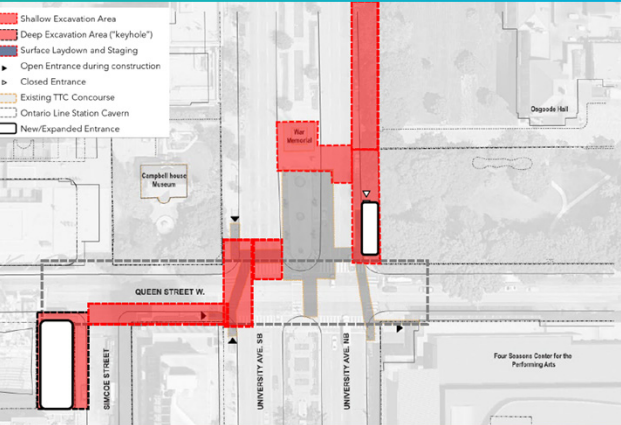 Shallow Excavation Area
Deep Excavation Area ("keyhole")
Surface Laydown and Staging
Open Entrance during construction
Closed Entrance
Existing TTC Concourse
Ontario Line Station Cavern
New/Expanded Entrance
War
Memorial
Osgoode Hall
Campbell house
Museum
QUEEN STREET W.
SIMCOE STREET
UNIVERSITY AVE. SB
UNIVERSITY AVE. NB
Four Seasons Center for the
Performing Arts